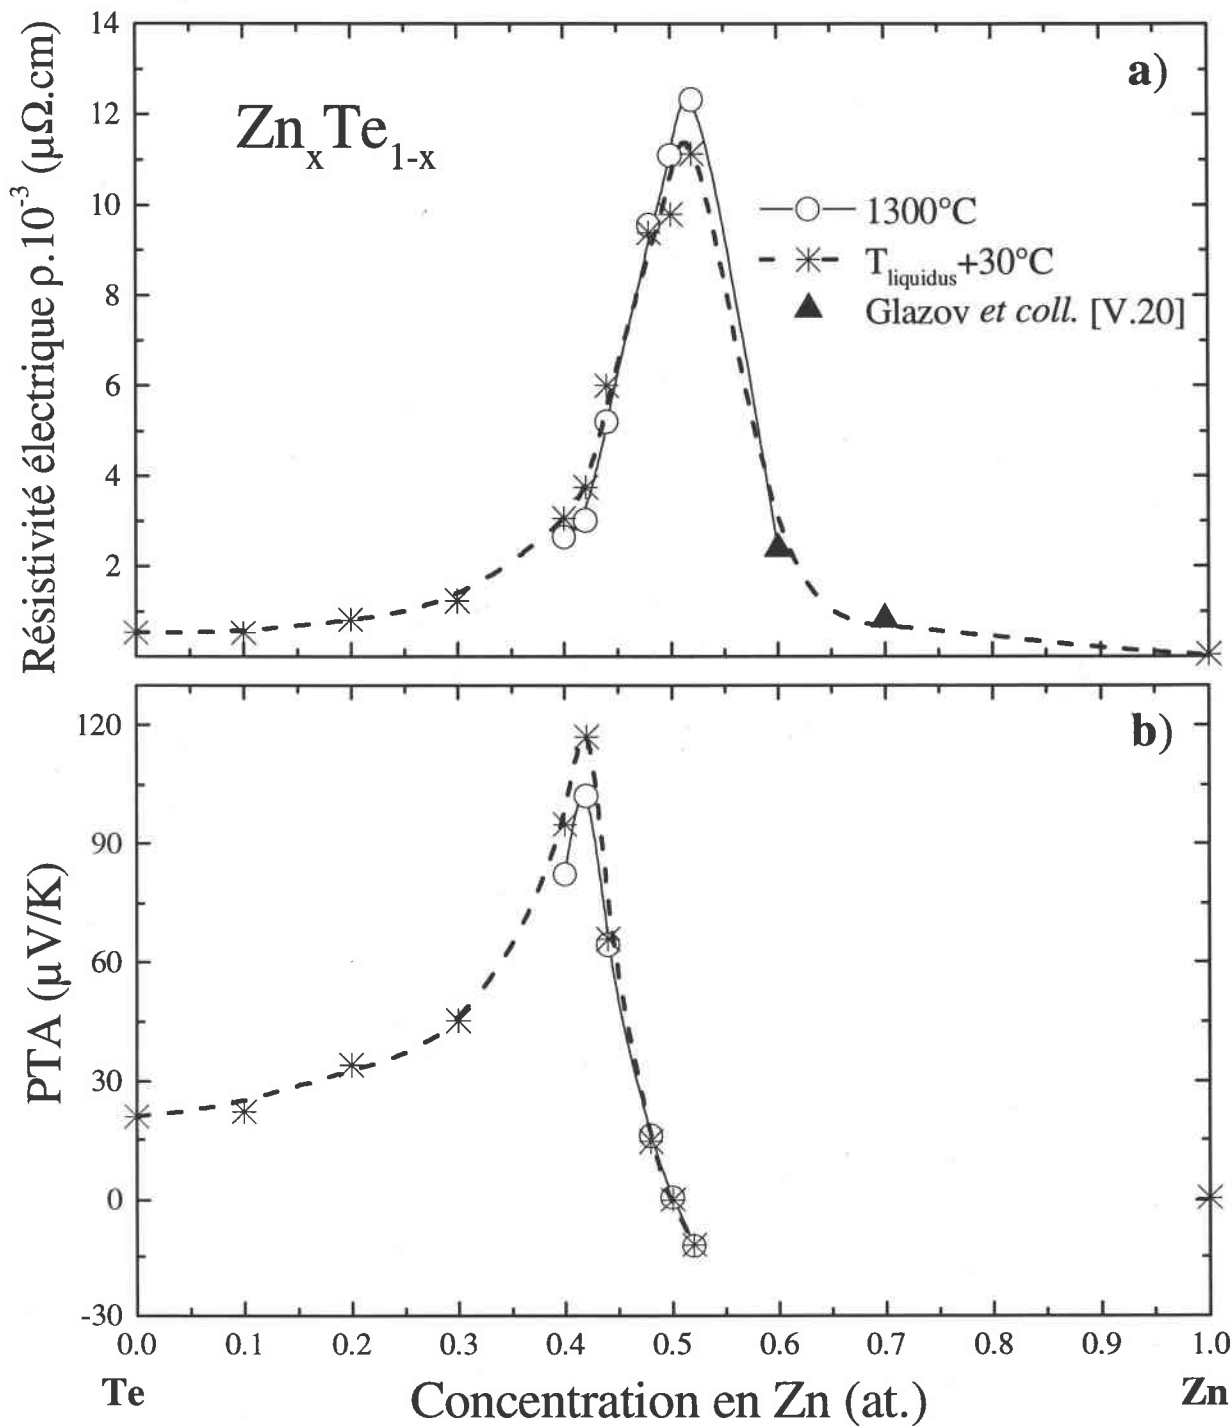 14
12
10
8
6
4
2
Résistivité électrique ρ.10⁻³ (μΩ.cm)
a)
ZnₓTe₁₋ₓ
1300°C
T_liquidus+30°C
Glazov et coll. [V.20]
120
90
60
30
0
-30
PTA (μV/K)
b)
0.0 0.1 0.2 0.3 0.4 0.5 0.6 0.7 0.8 0.9 1.0
Te Concentration en Zn (at.) Zn